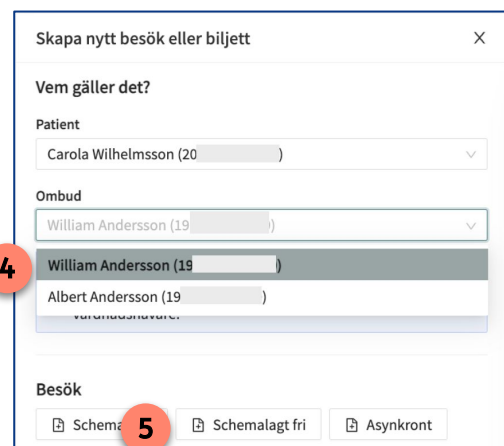 Skapa nytt besök eller biljett X
Vem gäller det?
Patient
Carola Wilhelmsson (20 )
Ombud
William Andersson (19 )
4
William Andersson (19 )
Albert Andersson (19 )
vårdnadshavare.
Besök
Schema 5 Schemalagt fri Asynkront